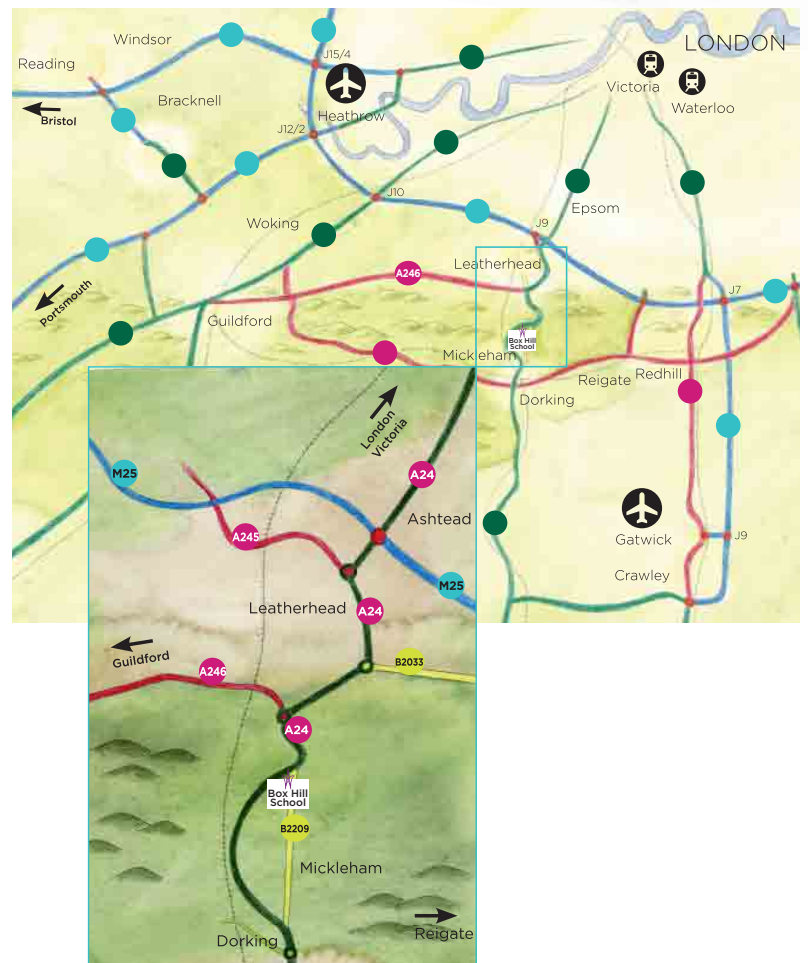 LONDON
Windsor
J15/4
Reading
Victoria
Bracknell
Waterloo
Bristol
Heathrow
J12/2
J10
Epsom
Woking
J9
Leatherhead
A246
Portsmouth
J7
Guildford
Box Hill
School
Mickleham
Reigate
Redhill
Dorking
Gatwick
J9
Crawley
London
Victoria
M25
A24
Ashtead
A245
M25
Leatherhead
A24
Guildford
A246
B2033
A24
Box Hill
School
B2209
Mickleham
Reigate
Dorking